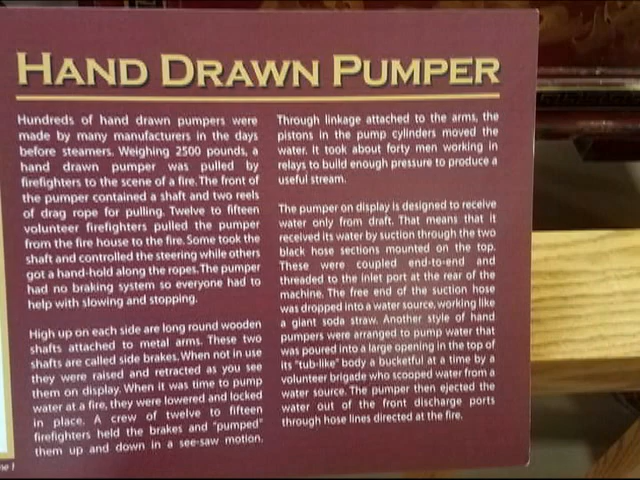 HAND DRAWN PUMPER
Hundreds of hand drawn pumpers were
made by many manufacturers in the days
before steamers. Weighing 2500 pounds, a
hand drawn pumper was pulled by
firefighters to the scene of a fire. The front of
the pumper contained a shaft and two reels
of drag rope for pulling. Twelve to fifteen
volunteer firefighters pulled the pumper
from the fire house to the fire. Some took the
shaft and controlled the steering while others
got a hand-hold along the ropes. The pumper
had no braking system so everyone had to
help with slowing and stopping.
High up on each side are long round wooden
shafts attached to metal arms. These two
shafts are called side brakes. When not in use
they were raised and retracted as you see
them on display. When it was time to pump
water at a fire, they were lowered and locked
in place. A crew of twelve to fifteen
firefighters held the brakes and "pumped"
them up and down in a see-saw motion.
Through linkage attached to the arms, the
pistons in the pump cylinders moved the
water. It took about forty men working in
relays to build enough pressure to produce a
useful stream.
The pumper on display is designed to receive
water only from draft. That means that it
received its water by suction through the two
black hose sections mounted on the top.
These were coupled end-to-end and
threaded to the inlet port at the rear of the
machine. The free end of the suction hose
was dropped into a water source, working like
a giant soda straw. Another style of hand
pumpers were arranged to pump water that
was poured into a large opening in the top of
its "tub-like" body a bucketful at a time by a
volunteer brigade who scooped water from a
water source. The pumper then ejected the
water out of the front discharge ports
through hose lines directed at the fire.